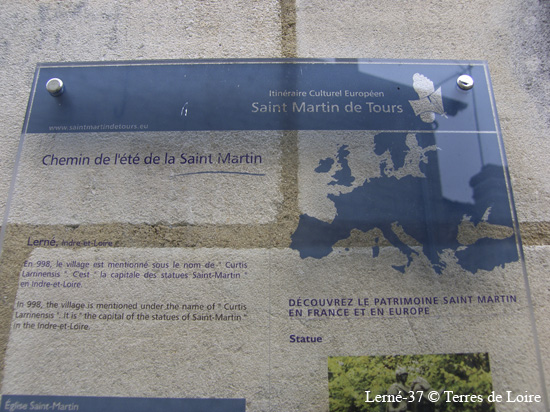 Itinéraire Culturel Européen
Saint Martin de Tours
www.saintmartindetours.eu
Chemin de l'été de la Saint Martin
Lerné, Indre-et-Loire
En 998, le village est mentionné sous le nom de " Curtis
Larrinensis ". C'est " la capitale des statues Saint-Martin "
en Indre-et-Loire.
In 998, the village is mentioned under the name of " Curtis
Larrinensis ". It is " the capital of the statues of Saint-Martin "
in the Indre-et-Loire.
DÉCOUVREZ LE PATRIMOINE SAINT MARTIN
EN FRANCE ET EN EUROPE
Statue
Église Saint-Martin
Lerné-37 © Terres de Loire